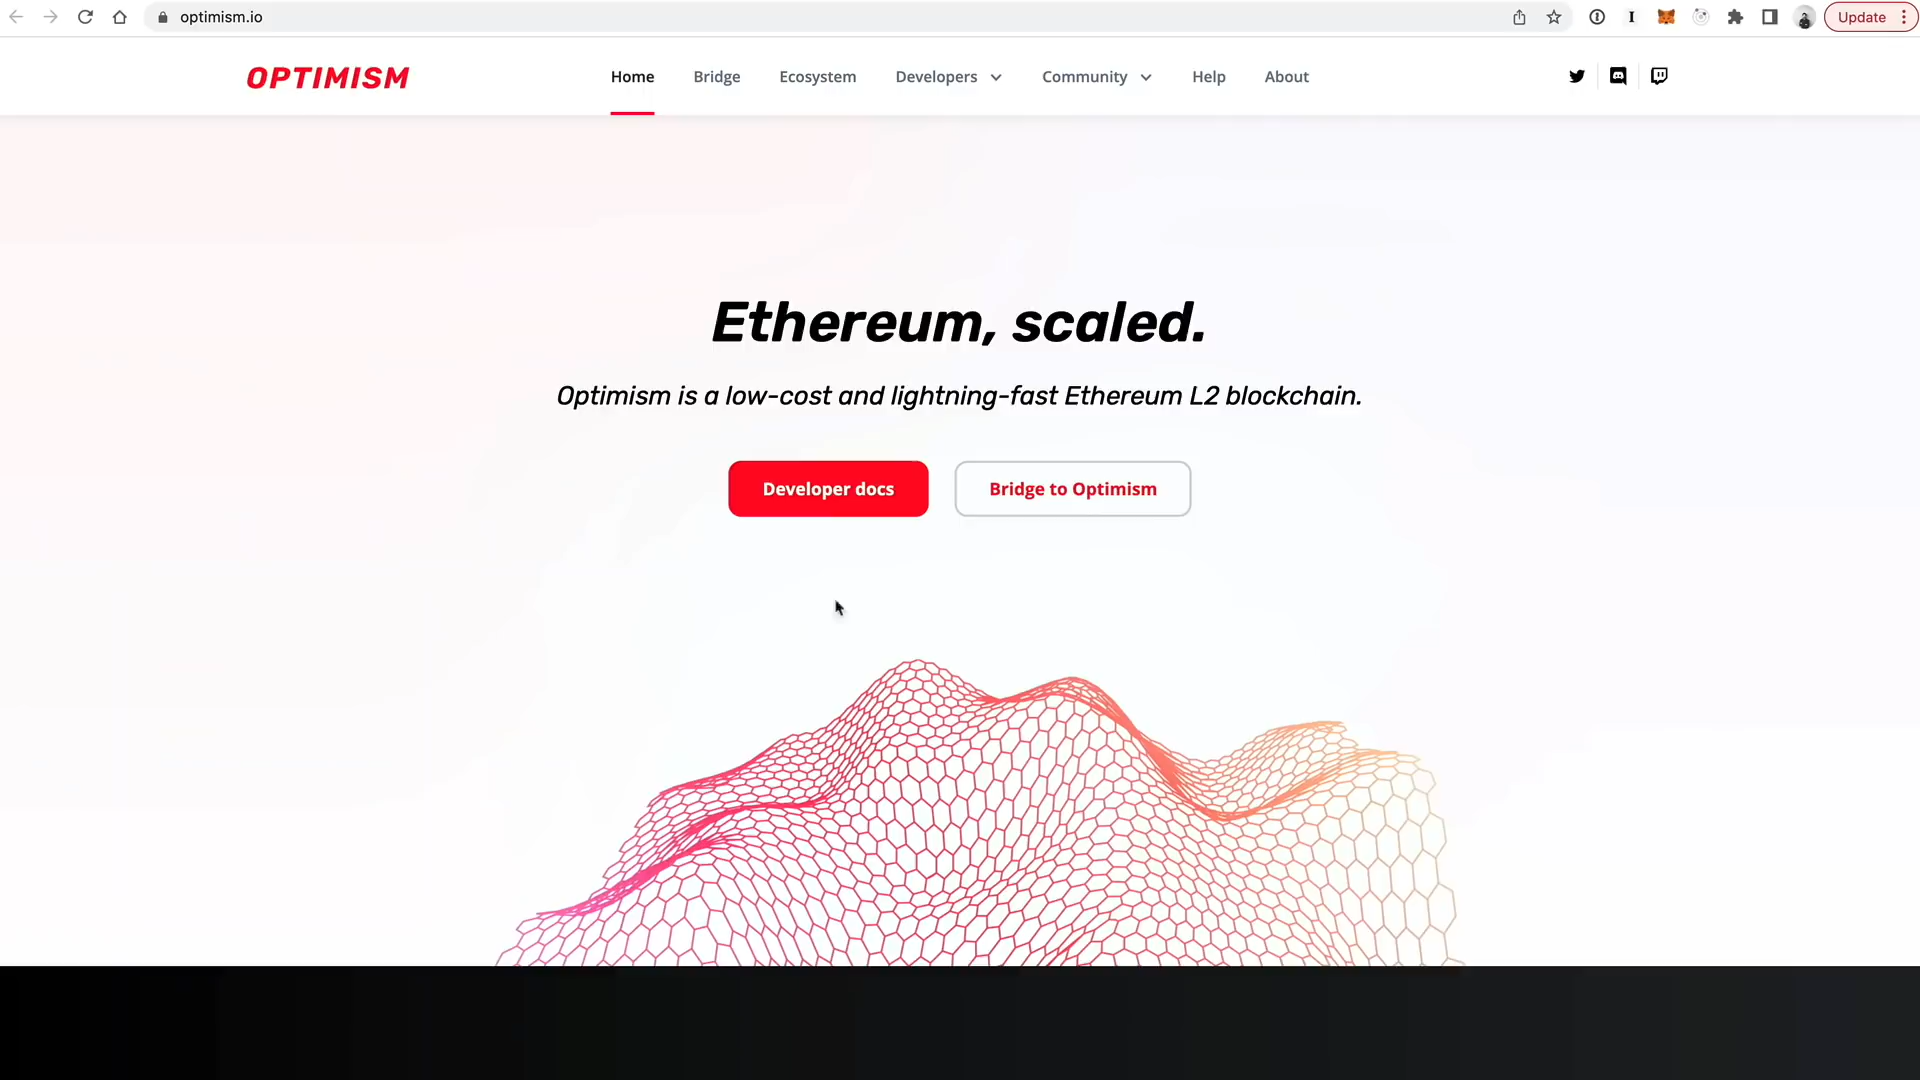 optimism.io
Update
OPTIMISM
Home
Bridge
Ecosystem
Developers
Community
Help
About
Ethereum, scaled.
Optimism is a low-cost and lightning-fast Ethereum L2 blockchain.
Developer docs
Bridge to Optimism